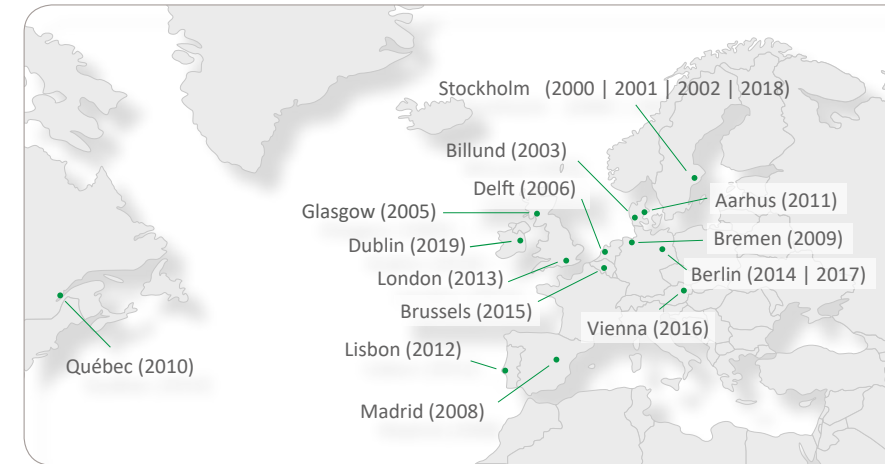 Stockholm (2000 | 2001 | 2002 | 2018)
Billund (2003)
Delft (2006)
Aarhus (2011)
Glasgow (2005)
Bremen (2009)
Dublin (2019)
London (2013)
Berlin (2014 | 2017)
Brussels (2015)
Vienna (2016)
Lisbon (2012)
Québec (2010)
Madrid (2008)